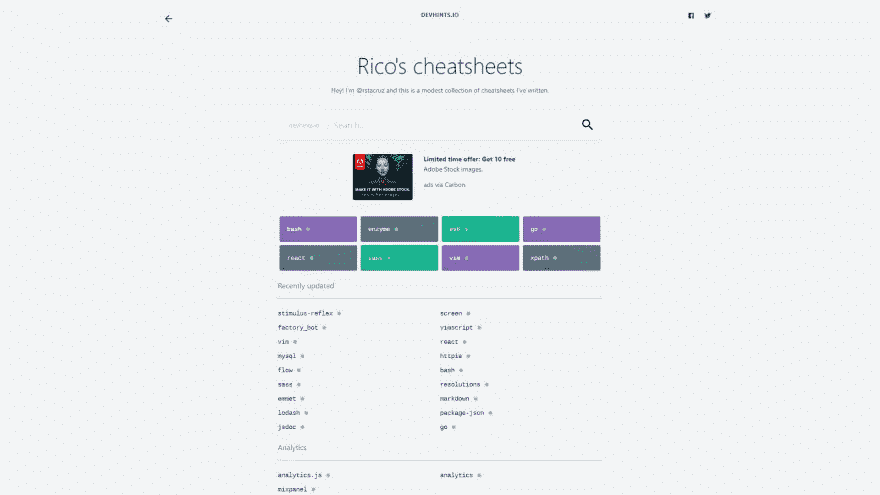 DEVHINTS.IO
Rico's cheatsheets
Hey! I'm @rstacruz and this is a modest collection of cheatsheets I've written.
Search..
Limited time offer: Get 10 free
Adobe Stock images.
MAKE IT WITH ADOBE STOCK.
ads via Carbon
bash
enzyme
es6
go
react
vim
xpath
Recently updated
stimulus-reflex
screen
factory_bot
vimscript
vim
react
mysql
httpie
flow
bash
sass
resolutions
emmet
markdown
lodash
package-json
jsdoc
go
Analytics
analytics.js
analytics
mixpanel